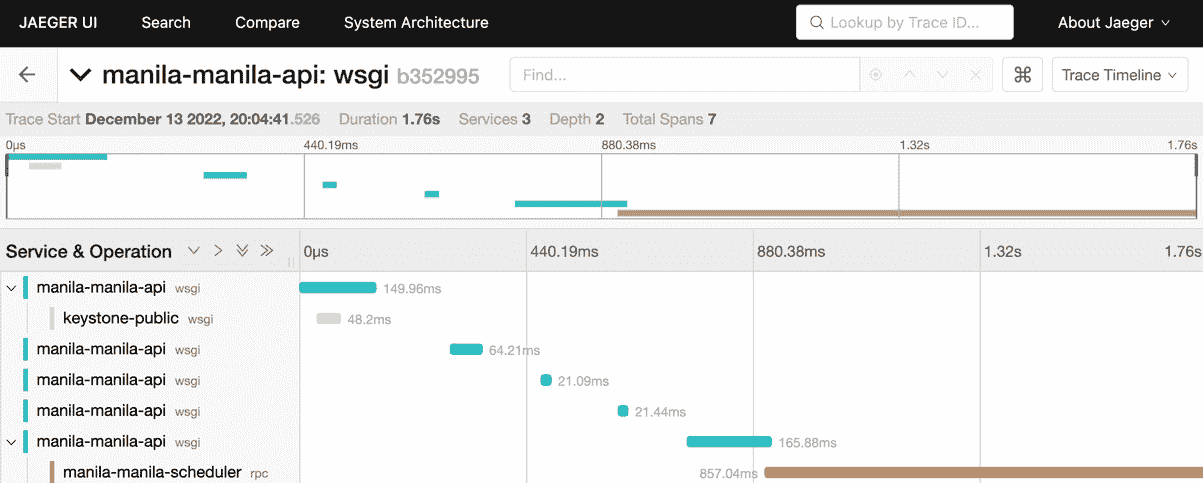 JAEGER UI Search Compare System Architecture Lookup by Trace ID... About Jaeger
manila-manila-api: wsgi b352995 Find... ⌘ Trace Timeline
Trace Start December 13 2022, 20:04:41.526 Duration 1.76s Services 3 Depth 2 Total Spans 7
0μs 440.19ms 880.38ms 1.32s 1.76s
Service & Operation 0μs 440.19ms 880.38ms 1.32s 1.76s
manila-manila-api wsgi 149.96ms
keystone-public wsgi 48.2ms
manila-manila-api wsgi 64.21ms
manila-manila-api wsgi 21.09ms
manila-manila-api wsgi 21.44ms
manila-manila-api wsgi 165.88ms
manila-manila-scheduler rpc 857.04ms